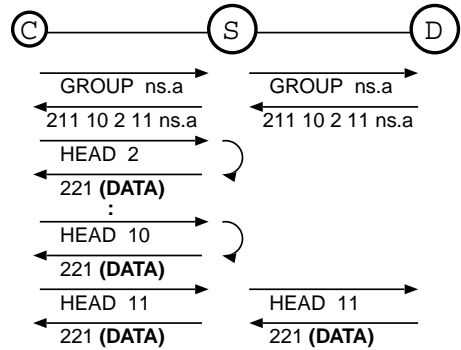 C S D
GROUP ns.a GROUP ns.a
211 10 2 11 ns.a 211 10 2 11 ns.a
HEAD 2
221 (DATA)
:
HEAD 10
221 (DATA)
HEAD 11 HEAD 11
221 (DATA) 221 (DATA)